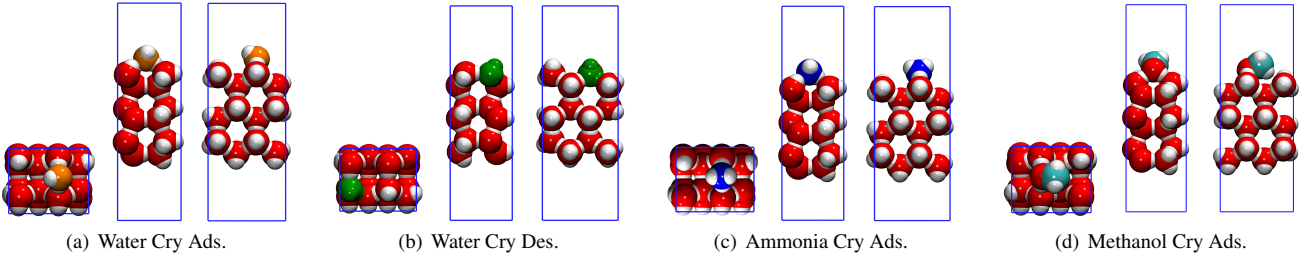 (a) Water Cry Ads.
(b) Water Cry Des.
(c) Ammonia Cry Ads.
(d) Methanol Cry Ads.